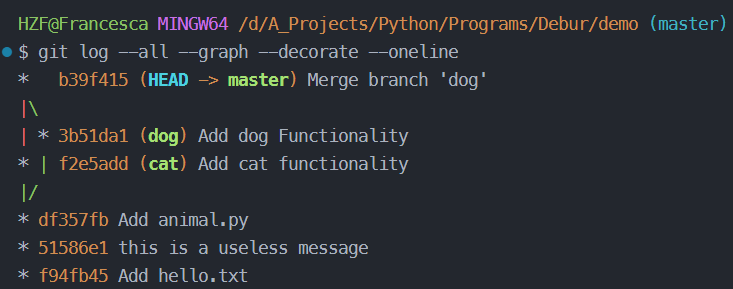 HZF@Francesca MINGW64 /d/A_Projects/Python/Programs/Debur/demo (master)
$ git log --all --graph --decorate --oneline
*   b39f415 (HEAD -> master) Merge branch 'dog'
|\
| * 3b51da1 (dog) Add dog Functionality
* | f2e5add (cat) Add cat functionality
|/
* df357fb Add animal.py
* 51586e1 this is a useless message
* f94fb45 Add hello.txt